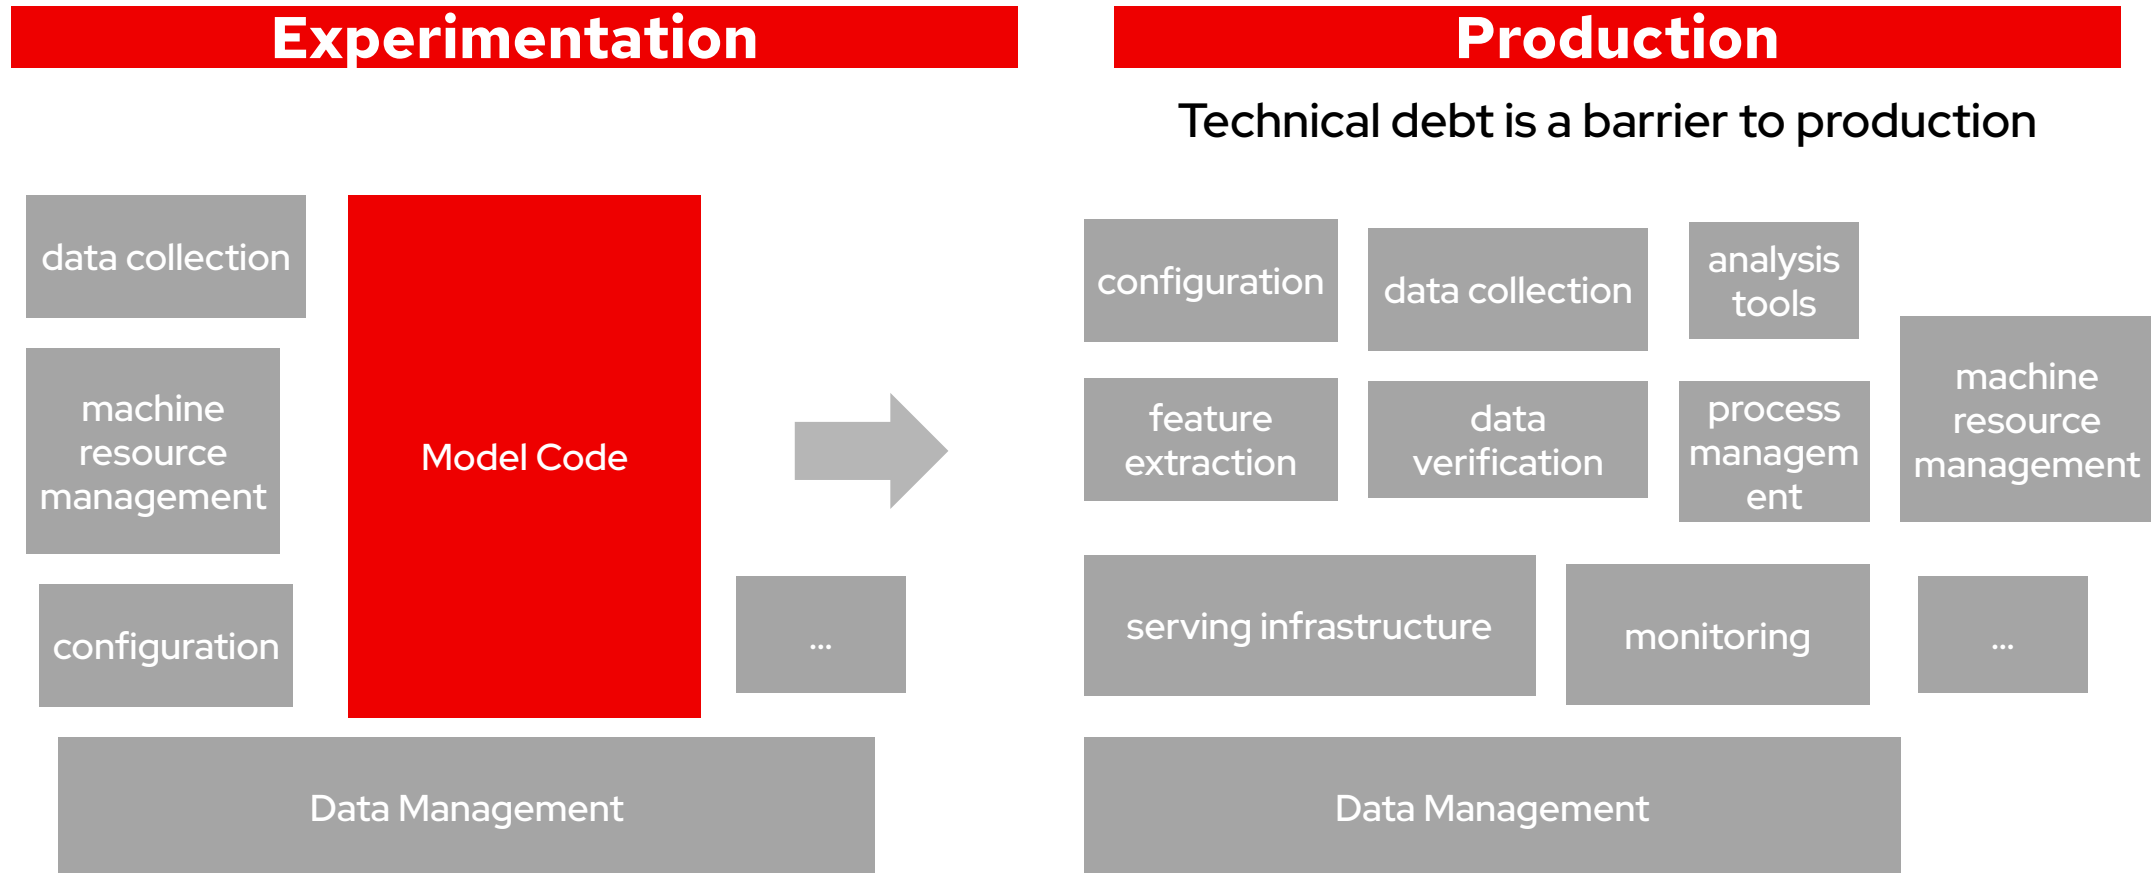 Experimentation
data collection
machine
resource
management
configuration
Model Code
...
Data Management
Production
Technical debt is a barrier to production
configuration
data collection
analysis
tools
feature
extraction
data
verification
process
managem
ent
machine
resource
management
serving infrastructure
monitoring
...
Data Management